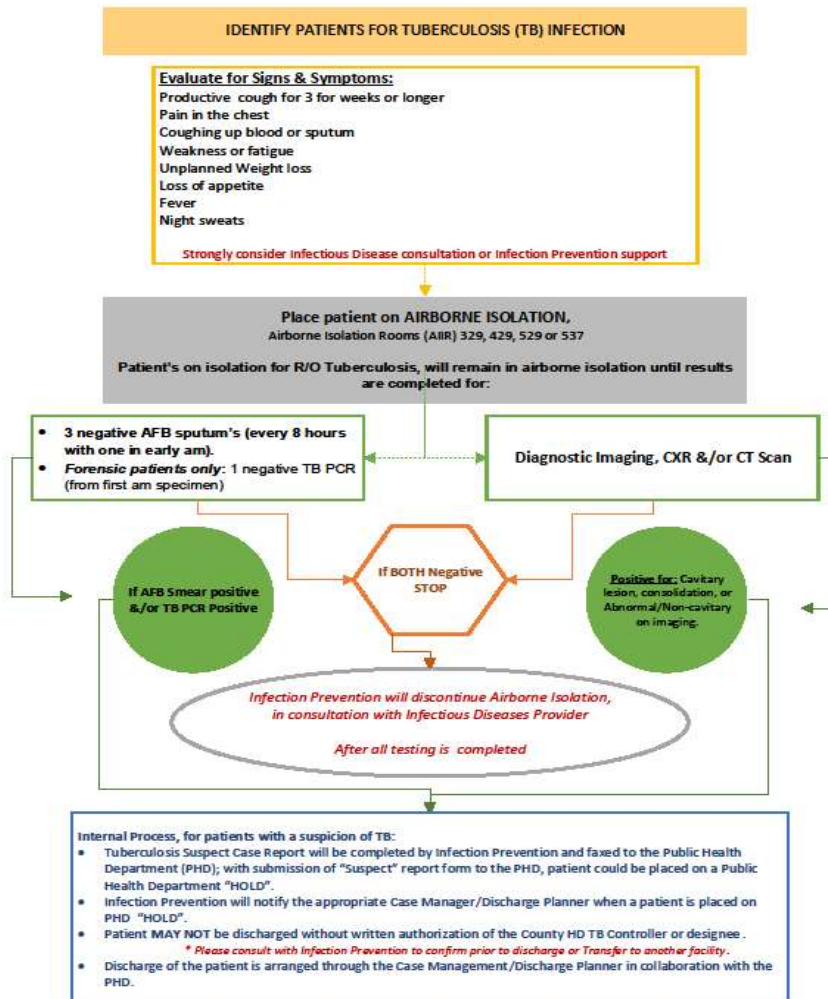 IDENTIFY PATIENTS FOR TUBERCULOSIS (TB) INFECTION
Evaluate for Signs & Symptoms:
Productive cough for 3 for weeks or longer
Pain in the chest
Coughing up blood or sputum
Weakness or fatigue
Unplanned Weight loss
Loss of appetite
Fever
Night sweats
Strongly consider Infectious Disease consultation or Infection Prevention support
Place patient on AIRBORNE ISOLATION,
Airborne Isolation Rooms (AIIR) 329, 429, 529 or 537
Patient's on isolation for R/O Tuberculosis, will remain in airborne isolation until results
are completed for:
• 3 negative AFB sputum's (every 8 hours
with one in early am).
• Forensic patients only: 1 negative TB PCR
(from first am specimen)
Diagnostic Imaging, CXR &/or CT Scan
If AFB Smear positive
&/or TB PCR Positive
If BOTH Negative
STOP
Positive for: Cavitary
lesion, consolidation, or
Abnormal/Non-cavitary
on imaging.
Infection Prevention will discontinue Airborne Isolation,
in consultation with Infectious Diseases Provider
After all testing is completed
Internal Process, for patients with a suspicion of TB:
• Tuberculosis Suspect Case Report will be completed by Infection Prevention and faxed to the Public Health
Department (PHD); with submission of "Suspect" report form to the PHD, patient could be placed on a Public
Health Department "HOLD".
• Infection Prevention will notify the appropriate Case Manager/Discharge Planner when a patient is placed on
PHD "HOLD".
• Patient MAY NOT be discharged without written authorization of the County HD TB Controller or designee .
* Please consult with Infection Prevention to confirm prior to discharge or Transfer to another facility.
• Discharge of the patient is arranged through the Case Management/Discharge Planner in collaboration with the
PHD.